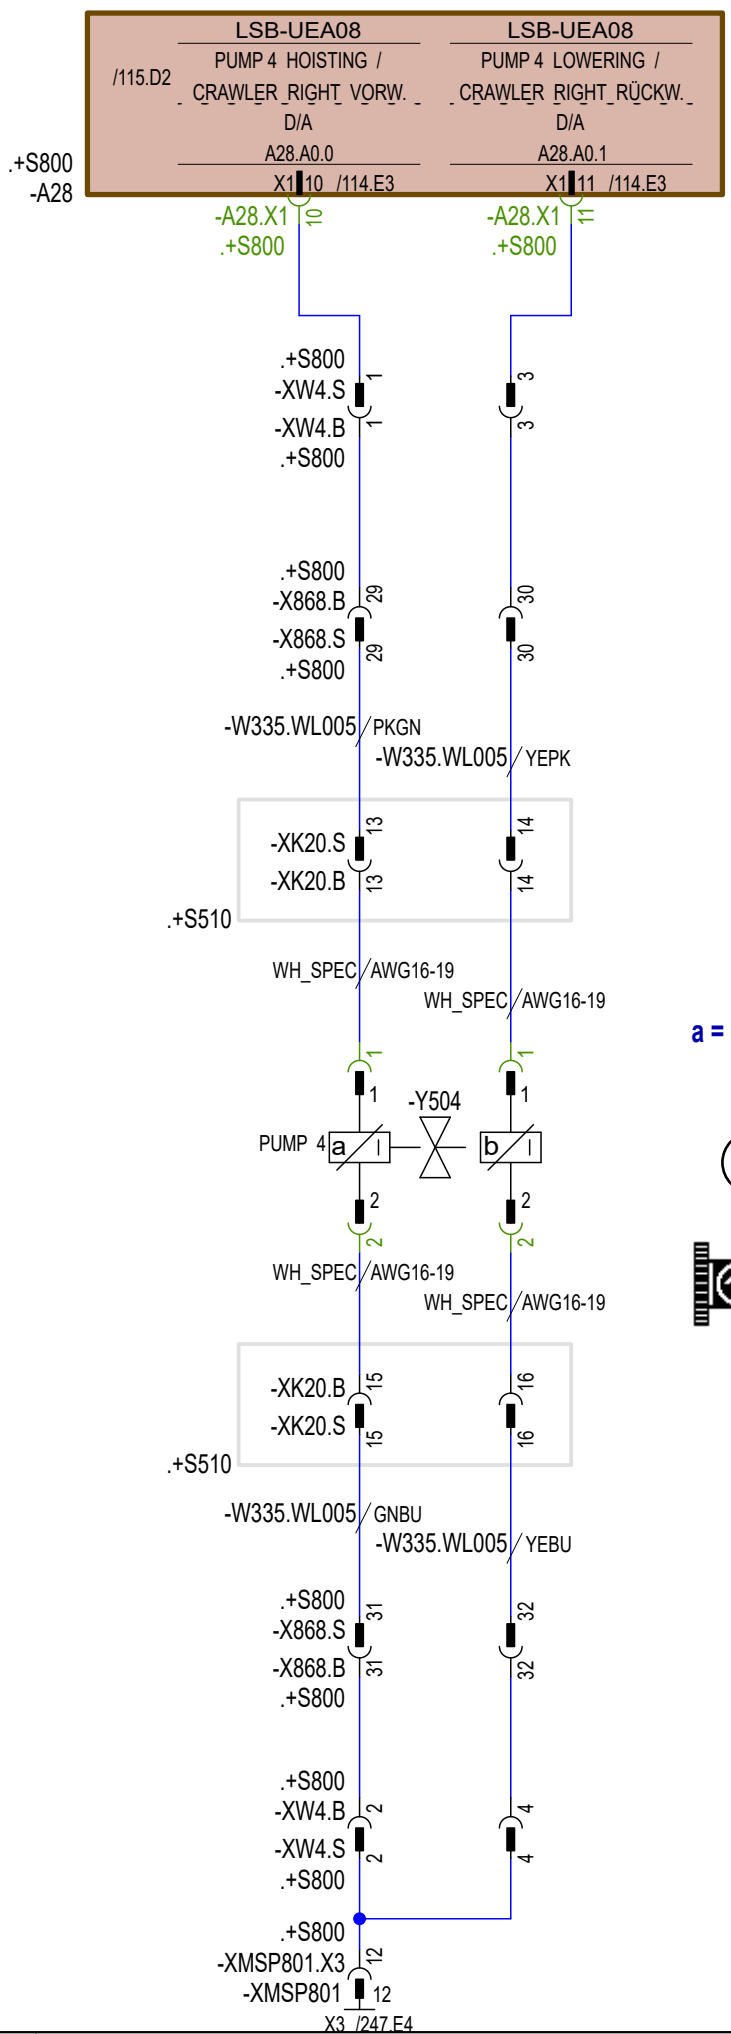 LSB-UEA08 LSB-UEA08
PUMP 4 HOISTING / PUMP 4 LOWERING /
/115.D2
CRAWLER RIGHT VORW. CRAWLER RIGHT RÜCKW.
D/A D/A
A28.A0.0 A28.A0.1
.+S800
-A28
X1 10 /114.E3 X1 11 /114.E3
-A28.X1 10 -A28.X1 11
.+S800 .+S800
.+S800
-XW4.S 1 3
-XW4.B 1 3
.+S800
.+S800
-X868.B 29 30
-X868.S 29 30
.+S800
-W335.WL005 PKGN
-W335.WL005 YEPK
-XK20.S 13 14
-XK20.B 13 14
.+S510
WH_SPEC AWG16-19
WH_SPEC AWG16-19
a =
1 1
1 1
-Y504
PUMP 4 a I b I
2 2
2 2
WH_SPEC AWG16-19
WH_SPEC AWG16-19
-XK20.B 15 16
-XK20.S 15 16
.+S510
-W335.WL005 GNBU
-W335.WL005 YEBU
.+S800
-X868.S 31 32
-X868.B 31 32
.+S800
.+S800
-XW4.B 2 4
-XW4.S 2 4
.+S800
.+S800
-XMSP801.X3 12
-XMSP801 12
X3 /247.E4